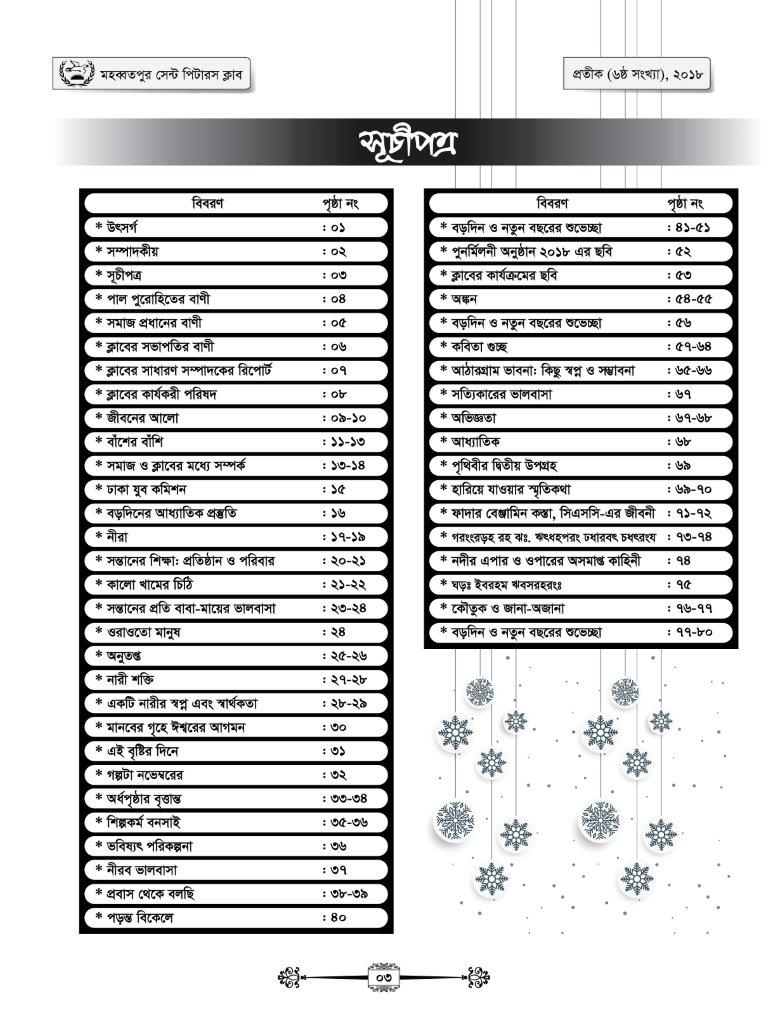 মহব্বতপুর সেন্ট পিটারস ক্লাব
প্রতীক (৬ষ্ঠ সংখ্যা), ২০১৮
সূচীপত্র
বিবরণ পৃষ্ঠা নং
* উৎসর্গ : ০১
* সম্পাদকীয় : ০২
* সূচীপত্র : ০৩
* পাল পুরোহিতের বাণী : ০৪
* সমাজ প্রধানের বাণী : ০৫
* ক্লাবের সভাপতির বাণী : ০৬
* ক্লাবের সাধারণ সম্পাদকের রিপোর্ট : ০৭
* ক্লাবের কার্যকরী পরিষদ : ০৮
* জীবনের আলো : ০৯-১০
* বাঁশের বাঁশি : ১১-১৩
* সমাজ ও ক্লাবের মধ্যে সম্পর্ক : ১৩-১৪
* ঢাকা যুব কমিশন : ১৫
* বড়দিনের আধ্যাতিক প্রস্তুতি : ১৬
* নীরা : ১৭-১৯
* সন্তানের শিক্ষা: প্রতিষ্ঠান ও পরিবার : ২০-২১
* কালো খামের চিঠি : ২১-২২
* সন্তানের প্রতি বাবা-মায়ের ভালবাসা : ২৩-২৪
* ওরাওতো মানুষ : ২৪
* অনুতপ্ত : ২৫-২৬
* নারী শক্তি : ২৭-২৮
* একটি নারীর স্বপ্ন এবং স্বার্থকতা : ২৮-২৯
* মানবের গৃহে ঈশ্বরের আগমন : ৩০
* এই বৃষ্টির দিনে : ৩১
* গল্পটা নভেম্বরের : ৩২
* অর্ধপৃষ্ঠার বৃত্তান্ত : ৩৩-৩৪
* শিল্পকর্ম বনসাই : ৩৫-৩৬
* ভবিষ্যৎ পরিকল্পনা : ৩৬
* নীরব ভালবাসা : ৩৭
* প্রবাস থেকে বলছি : ৩৮-৩৯
* পড়ন্ত বিকেলে : ৪০
বিবরণ পৃষ্ঠা নং
* বড়দিন ও নতুন বছরের শুভেচ্ছা : ৪১-৫১
* পুনর্মিলনী অনুষ্ঠান ২০১৮ এর ছবি : ৫২
* ক্লাবের কার্যক্রমের ছবি : ৫৩
* অঙ্কন : ৫৪-৫৫
* বড়দিন ও নতুন বছরের শুভেচ্ছা : ৫৬
* কবিতা গুচ্ছ : ৫৭-৬৪
* আঠারগ্রাম ভাবনা: কিছু স্বপ্ন ও সম্ভাবনা : ৬৫-৬৬
* সত্যিকারের ভালবাসা : ৬৭
* অভিজ্ঞতা : ৬৭-৬৮
* আধ্যাতিক : ৬৮
* পৃথিবীর দ্বিতীয় উপগ্রহ : ৬৯
* হারিয়ে যাওয়ার স্মৃতিকথা : ৬৯-৭০
* ফাদার বেঞ্জামিন কস্তা, সিএসসি-এর জীবনী : ৭১-৭২
* গরংংরড়হ রহ ঝঃ. ঋৎধহপরং ঢধারবৎ চধৎরংয : ৭৩-৭৪
* নদীর এপার ও ওপারের অসমাপ্ত কাহিনী : ৭৪
* ঘড়ঃ ইবরহম ঋবসরহরংঃ : ৭৫
* কৌতুক ও জানা-অজানা : ৭৬-৭৭
* বড়দিন ও নতুন বছরের শুভেচ্ছা : ৭৭-৮০
০৩